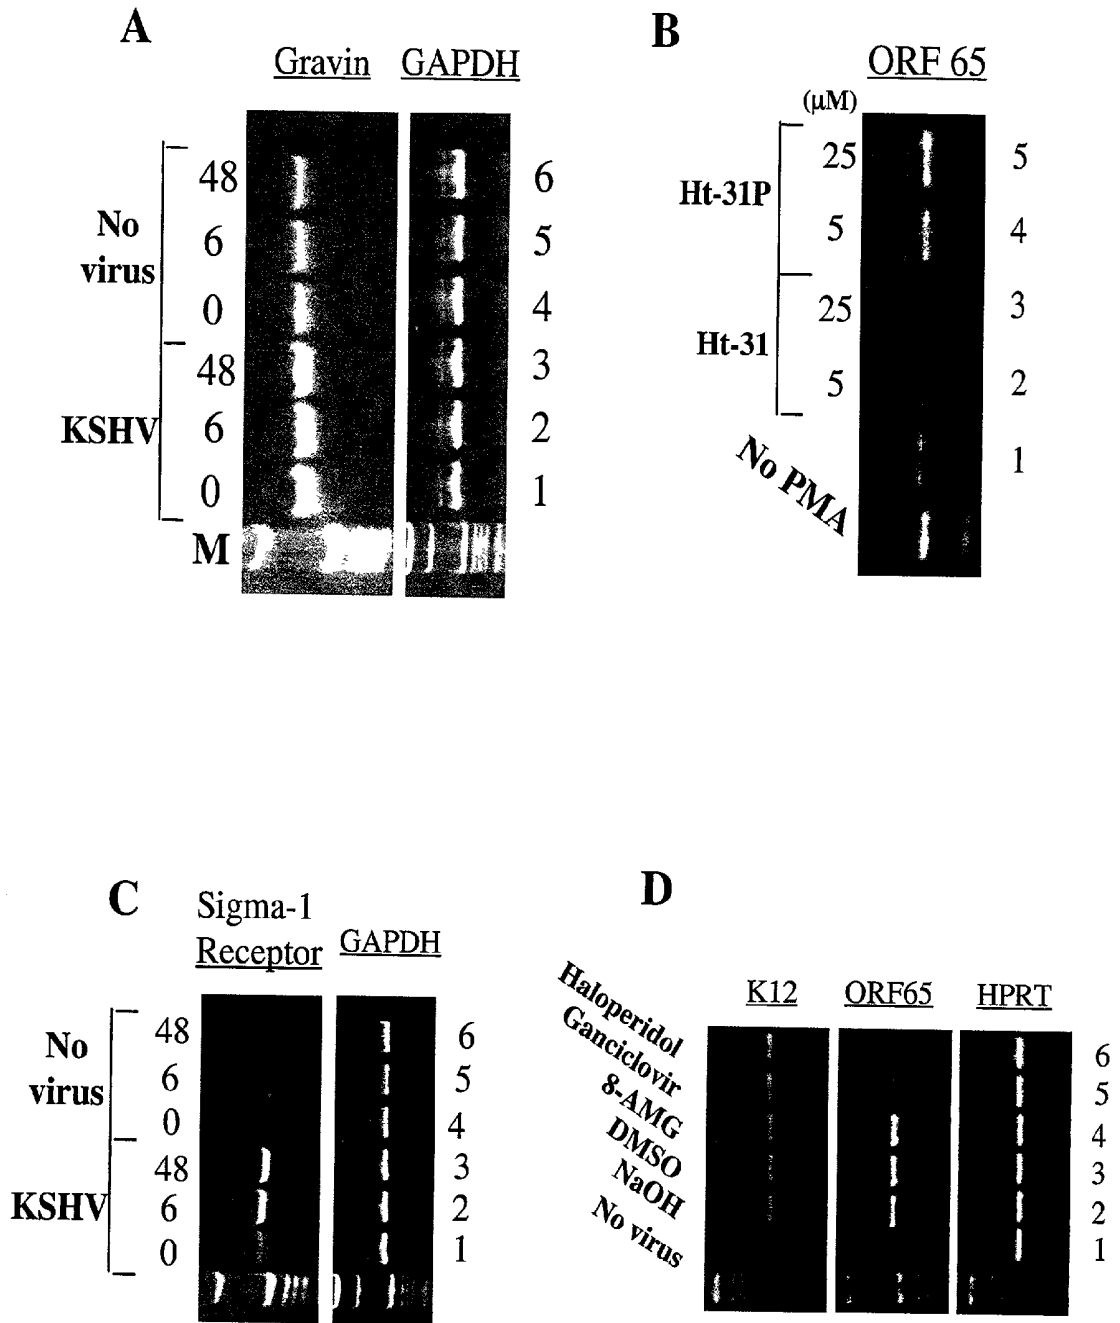 A
Gravin GAPDH
No virus
48 6
6 5
0 4
KSHV
48 3
6 2
0 1
M
B
ORF 65
(µM)
Ht-31P
25 5
5 4
Ht-31
25 3
5 2
No PMA 1
C
Sigma-1
Receptor GAPDH
No virus
48 6
6 5
0 4
KSHV
48 3
6 2
0 1
D
K12 ORF65 HPRT
Haloperidol 6
Ganciclovir 5
8-AMG 4
DMSO 3
NaOH 2
No virus 1